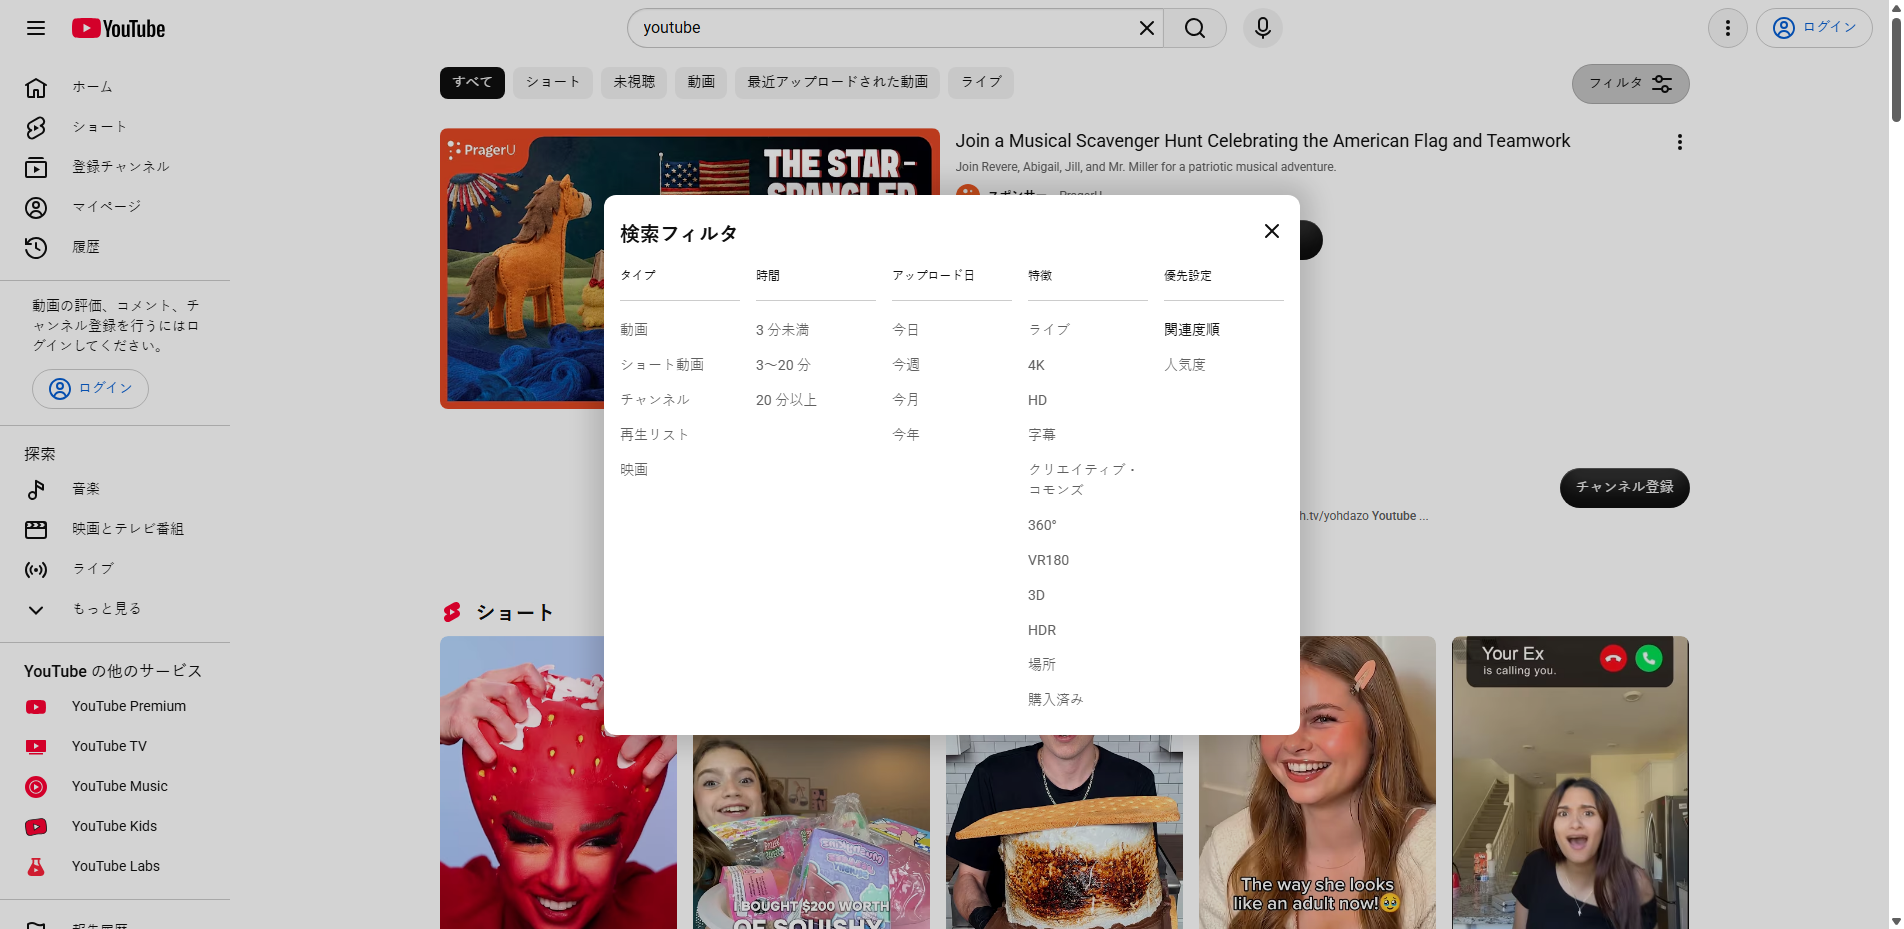 YouTube
youtube
ログイン
ホーム
ショート
登録チャンネル
マイページ
履歴
動画の評価、コメント、チ
ャンネル登録を行うにはロ
グインしてください。
ログイン
探索
音楽
映画とテレビ番組
ライブ
もっと見る
YouTube の他のサービス
YouTube Premium
YouTube TV
YouTube Music
YouTube Kids
YouTube Labs
すべて
ショート
未視聴
動画
最近アップロードされた動画
ライブ
フィルタ
PragerU
THE STAR-
SPANGLED
Join a Musical Scavenger Hunt Celebrating the American Flag and Teamwork
Join Revere, Abigail, Jill, and Mr. Miller for a patriotic musical adventure.
スポンサー PragerU
検索フィルタ
タイプ
動画
ショート動画
チャンネル
再生リスト
映画
時間
3 分未満
3～20 分
20 分以上
アップロード日
今日
今週
今月
今年
特徴
ライブ
4K
HD
字幕
クリエイティブ・
コモンズ
360°
VR180
3D
HDR
場所
購入済み
優先設定
関連度順
人気度
チャンネル登録
h.tv/yohdazo Youtube ...
ショート
I BOUGHT $200 WORTH
OF SQUISHY
The way she looks
like an adult now!🥹
Your Ex
is calling you.